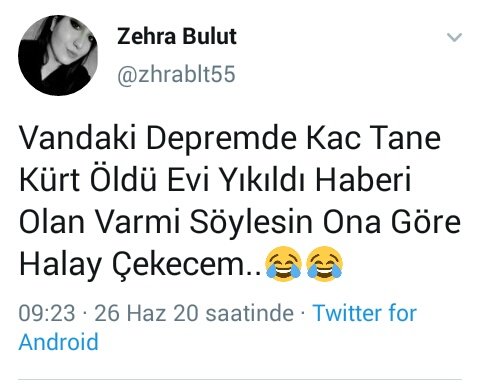 Zehra Bulut
@zhrablt55
Vandaki Depremde Kac Tane
Kürt Öldü Evi Yıkıldı Haberi
Olan Varmi Söylesin Ona Göre
Halay Çekecem..😂😂
09:23 · 26 Haz 20 saatinde · Twitter for
Android